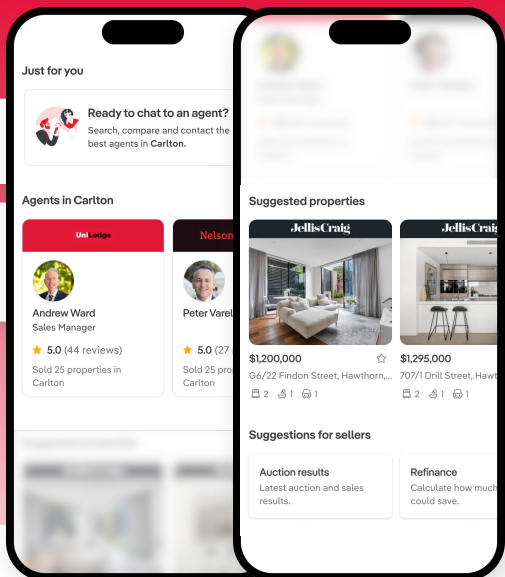 Just for you
Ready to chat to an agent?
Search, compare and contact the
best agents in Carlton.
Agents in Carlton
UniLodge
Nelson
Andrew Ward
Sales Manager
5.0 (44 reviews)
Sold 25 properties in
Carlton
Peter Varel
5.0 (27
Sold 25 pro
Carlton
Suggested properties
JellisCraig
JellisCraig
$1,200,000
G6/22 Findon Street, Hawthorn,...
2 1 1
$1,295,000
707/1 Drill Street, Hawt
2 1 1
Suggestions for sellers
Auction results
Latest auction and sales
results.
Refinance
Calculate how much
could save.